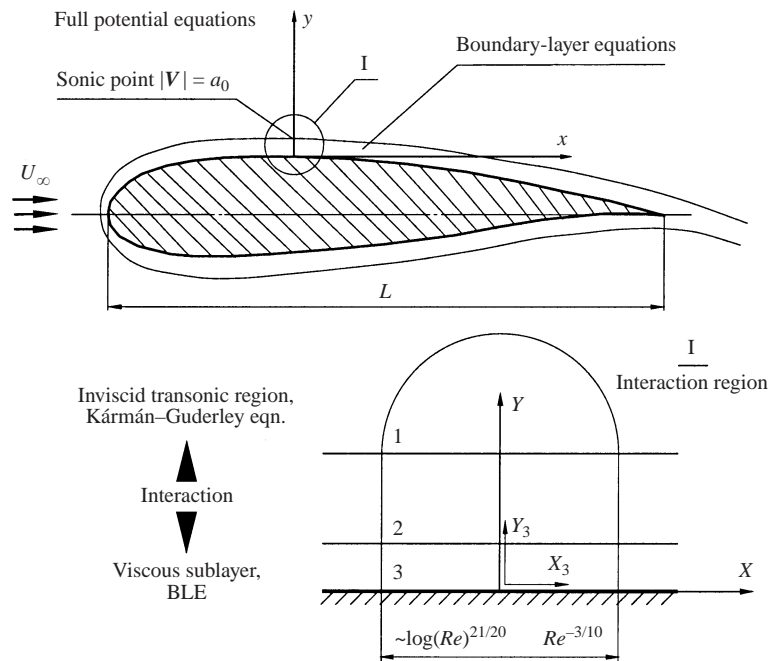 Full potential equations
y
Boundary-layer equations
I
Sonic point |V| = a₀
x
U∞
L
I
Interaction region
Inviscid transonic region,
Kármán–Guderley eqn.
Y
1
Interaction
2
Y₃
Viscous sublayer,
BLE
3
X₃
X
~log(Re)²¹/²⁰ Re⁻³/¹⁰